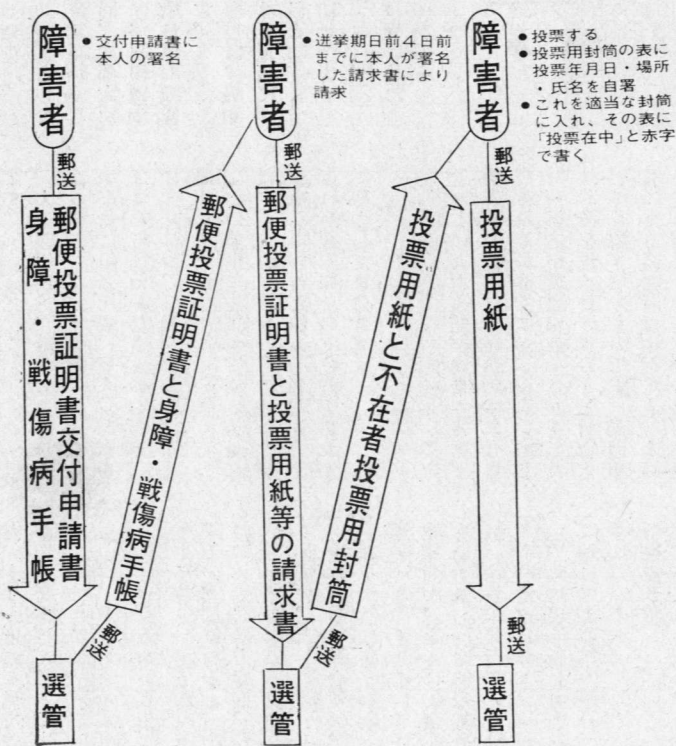 障害者
●交付申請書に
本人の署名
郵送
郵便投票証明書交付申請書
身障・戦傷病手帳
選管
郵送
郵便投票証明書と身障・戦傷病手帳
障害者
●選挙期日前4日前
までに本人が署名
した請求書により
請求
郵送
郵便投票証明書と投票用紙等の請求書
選管
郵送
投票用紙と不在者投票用封筒
障害者
●投票する
●投票用封筒の表に
投票年月日・場所
・氏名を自署
●これを適当な封筒
に入れ、その表に
「投票在中」と赤字
で書く
郵送
投票用紙
郵送
選管